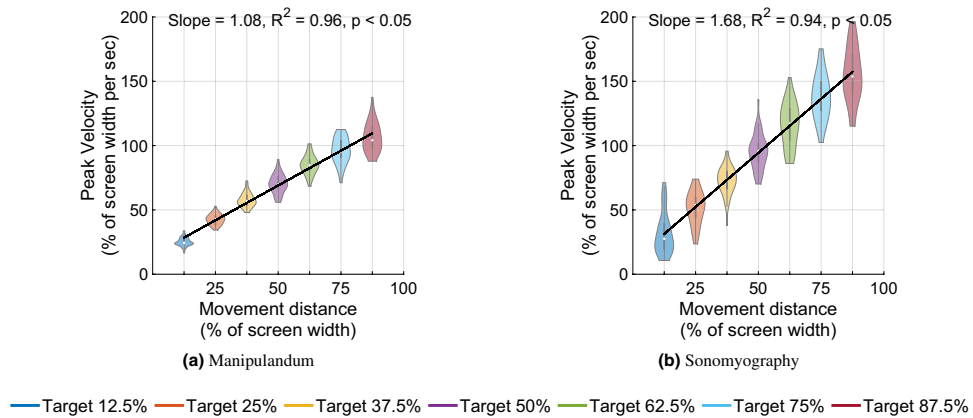 Slope = 1.08, R² = 0.96, p < 0.05
200
150
100
50
0
25
50
75
100
Peak Velocity
(% of screen width per sec)
Movement distance
(% of screen width)
(a) Manipulandum
Slope = 1.68, R² = 0.94, p < 0.05
200
150
100
50
0
25
50
75
100
Peak Velocity
(% of screen width per sec)
Movement distance
(% of screen width)
(b) Sonomyography
Target 12.5% Target 25% Target 37.5% Target 50% Target 62.5% Target 75% Target 87.5%